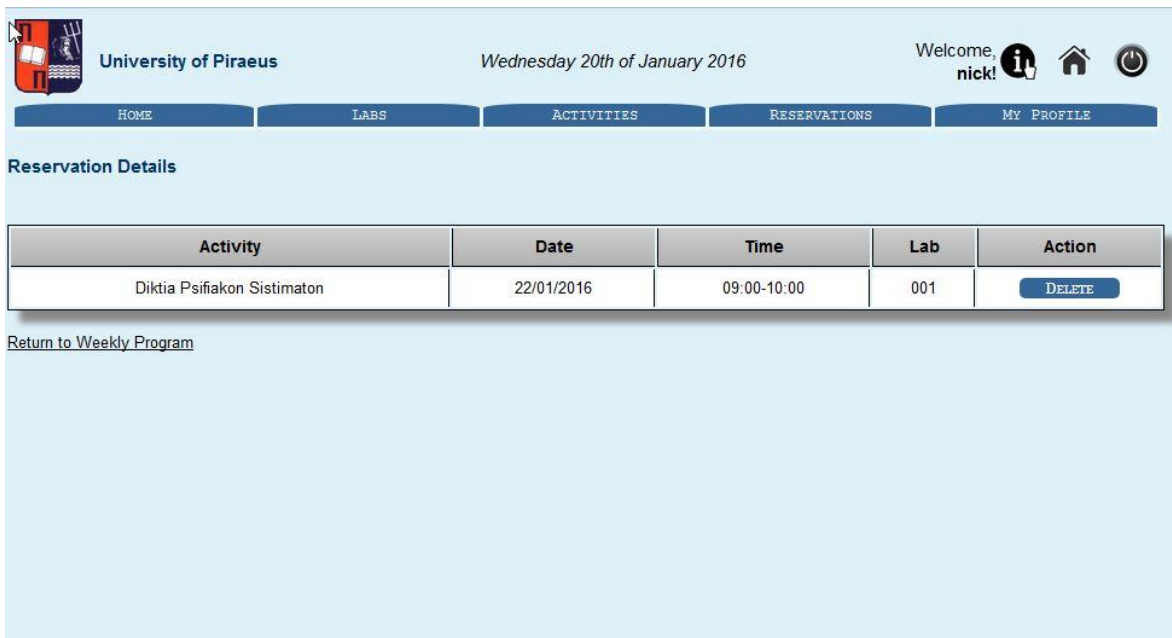 University of Piraeus
Wednesday 20th of January 2016
Welcome,
nick!
HOME LABS ACTIVITIES RESERVATIONS MY PROFILE
Reservation Details
Activity Date Time Lab Action
Diktia Psifiakon Sistimaton 22/01/2016 09:00-10:00 001 DELETE
Return to Weekly Program